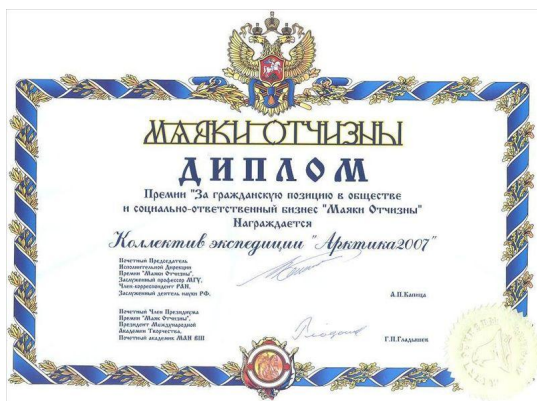 МАЯКИ ОТЧИЗНЫ
ДИПЛОМ
Премии "За гражданскую позицию в обществе
и социально-ответственный бизнес "Маяки Отчизны"
Награждается
Коллектив экспедиции "Арктика2007"
Почетный Председатель
Исполнительной Дирекции
Премии "Маяки Отчизны",
Заслуженный профессор МГУ,
Член-корреспондент РАН,
Заслуженный деятель науки РФ.
А.П.Капица
Почетный Член Президиума
Премии "Маяк Отчизны",
Президент Международной
Академии Творчества,
Почетный академик МАИ ВШ
Г.П.Гладышев